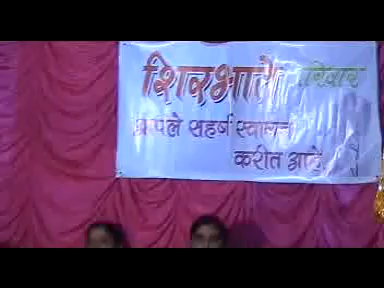 शिरभाते परिवार
आपले सहर्ष स्वागत
करीत आहे